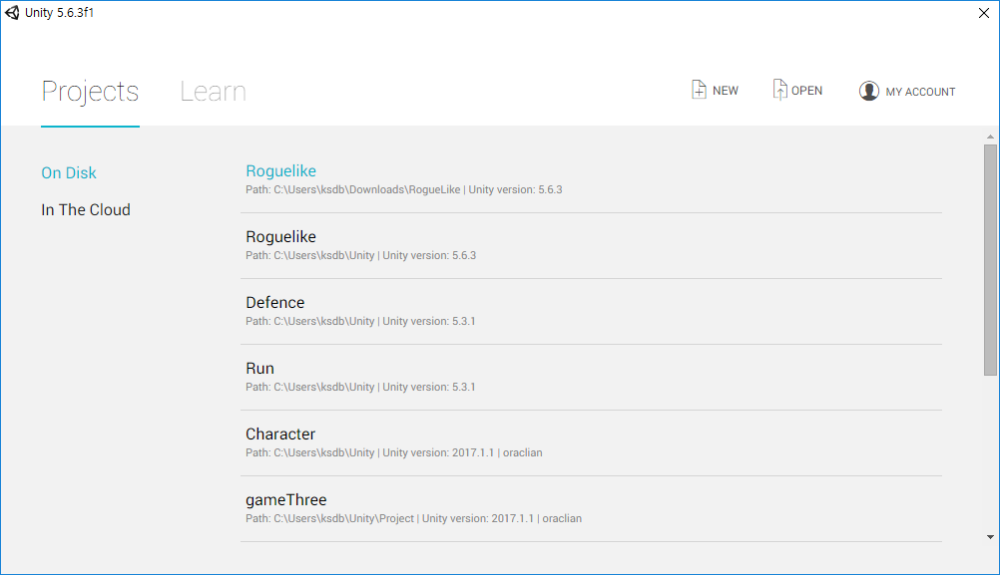 Unity 5.6.3f1
Projects
Learn
NEW
OPEN
MY ACCOUNT
On Disk
In The Cloud
Roguelike
Path: C:\Users\ksdb\Downloads\RogueLike | Unity version: 5.6.3
Roguelike
Path: C:\Users\ksdb\Unity | Unity version: 5.6.3
Defence
Path: C:\Users\ksdb\Unity | Unity version: 5.3.1
Run
Path: C:\Users\ksdb\Unity | Unity version: 5.3.1
Character
Path: C:\Users\ksdb\Unity | Unity version: 2017.1.1 | oraclian
gameThree
Path: C:\Users\ksdb\Unity\Project | Unity version: 2017.1.1 | oraclian